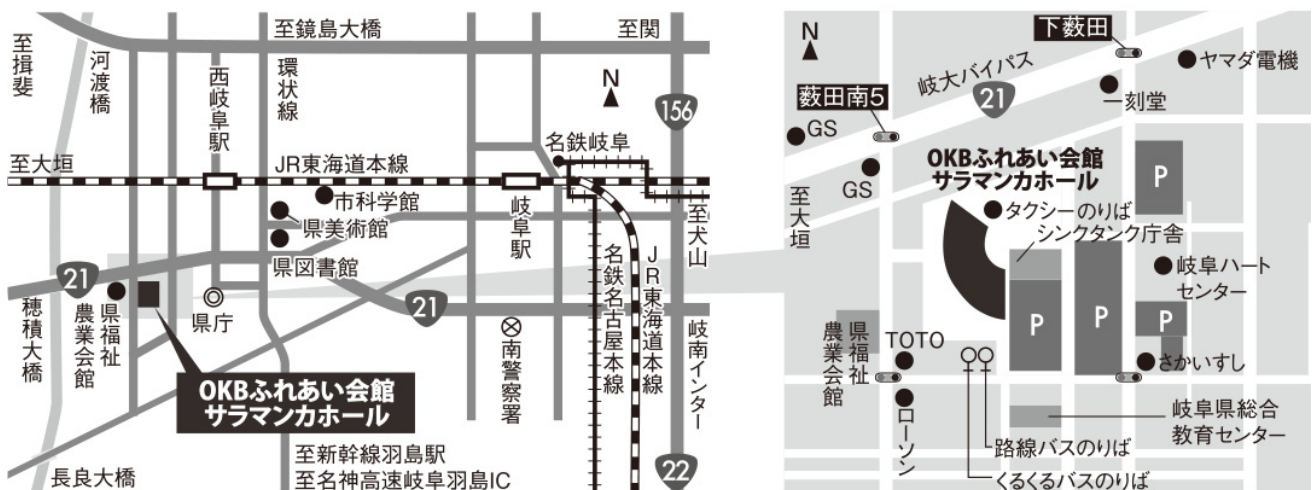 至鏡島大橋
至関
至揖斐
河渡橋
西岐阜駅
環状線
N
156
名鉄岐阜
至大垣
JR東海道本線
市科学館
県美術館
県図書館
岐阜駅
至犬山
21
穂積大橋
県福祉
農業会館
県庁
21
南警察署
名鉄名古屋本線
JR東海道本線
岐南インター
OKBふれあい会館
サラマンカホール
長良大橋
至新幹線羽島駅
至名神高速岐阜羽島IC
22
N
下薮田
ヤマダ電機
岐大バイパス
21
一刻堂
薮田南5
GS
GS
至大垣
OKBふれあい会館
サラマンカホール
タクシーのりば
シンクタンク庁舎
P
岐阜ハート
センター
P
P
P
県福祉
農業会館
TOTO
さかいすし
ローソン
岐阜県総合
教育センター
路線バスのりば
くるくるバスのりば